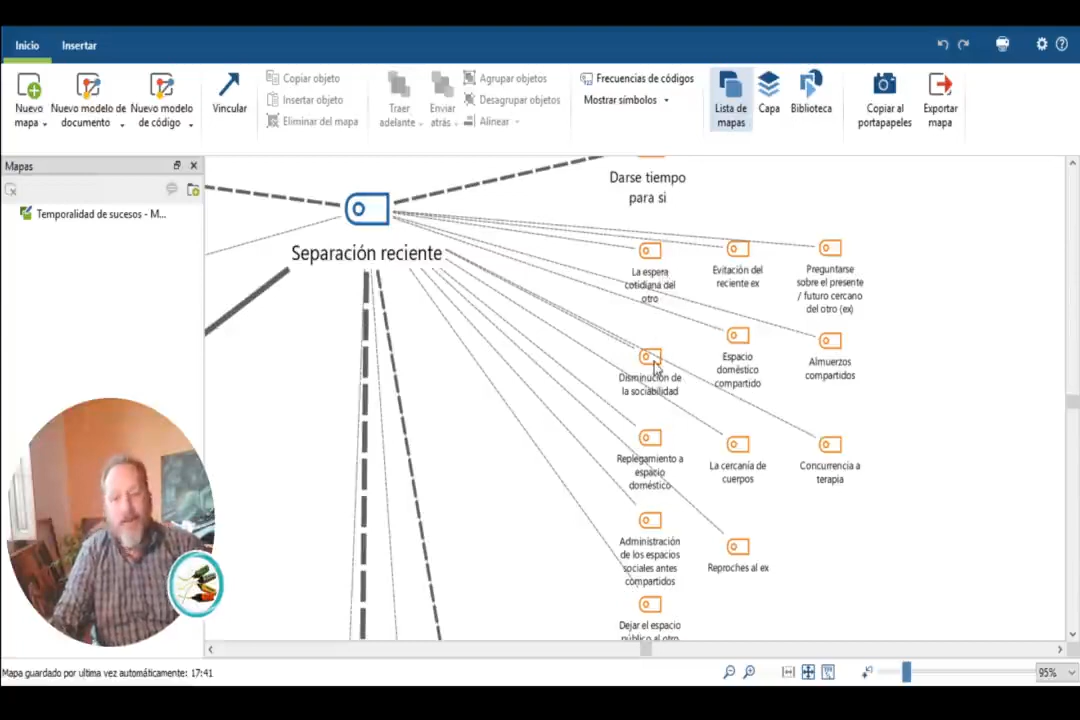 Inicio
Insertar
Nuevo
mapa
Nuevo modelo de
documento
Nuevo modelo
de código
Vincular
Copiar objeto
Insertar objeto
Eliminar del mapa
Traer
adelante
Enviar
atrás
Agrupar objetos
Desagrupar objetos
Alinear
Frecuencias de códigos
Mostrar símbolos
Lista de
mapas
Capa
Biblioteca
Copiar al
portapapeles
Exportar
mapa
Mapas
Temporalidad de sucesos - M...
Darse tiempo
para si
Separación reciente
La espera
cotidiana del
otro
Evitación del
reciente ex
Preguntarse
sobre el presente
/ futuro cercano
del otro (ex)
Disminución de
la sociabilidad
Espacio
doméstico
compartido
Almuerzos
compartidos
Replegamiento a
espacio
doméstico
La cercanía de
cuerpos
Concurrencia a
terapia
Administración
de los espacios
sociales antes
compartidos
Reproches al ex
Dejar el espacio
público al otro
Mapa guardado por ultima vez automáticamente: 17:41
95%